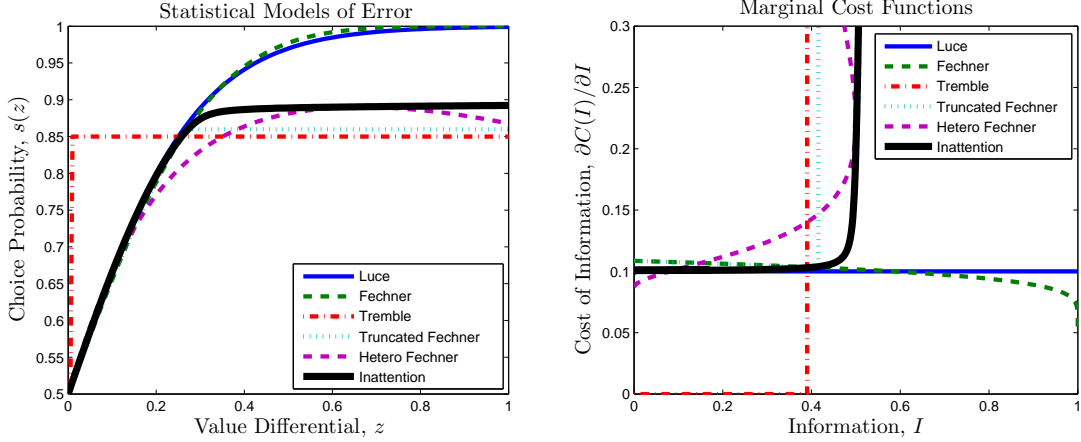 Statistical Models of Error
1
0.95
0.9
0.85
0.8
0.75
0.7
0.65
0.6
0.55
0.5
Choice Probability, s(z)
Luce
Fechner
Tremble
Truncated Fechner
Hetero Fechner
Inattention
0 0.2 0.4 0.6 0.8 1
Value Differential, z
Marginal Cost Functions
0.3
0.25
0.2
0.15
0.1
0.05
0
Cost of Information, ∂C(I)/∂I
Luce
Fechner
Tremble
Truncated Fechner
Hetero Fechner
Inattention
0 0.2 0.4 0.6 0.8 1
Information, I